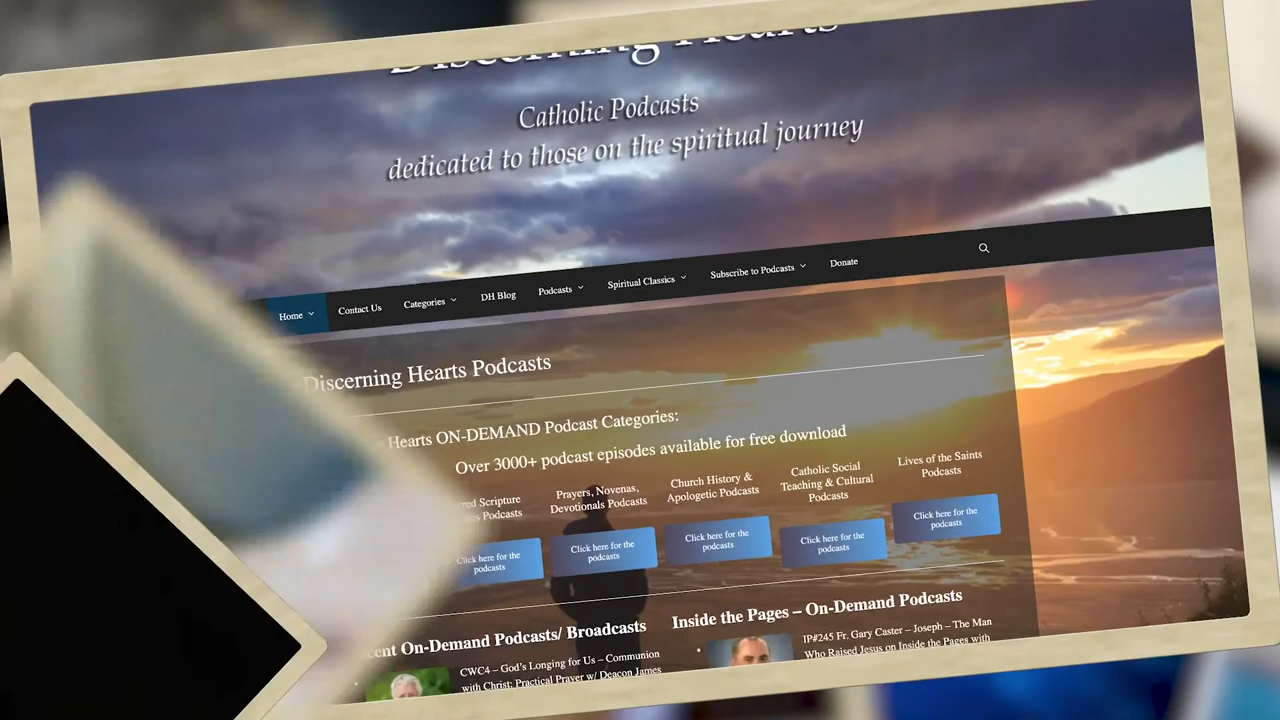 Discerning Hearts
Catholic Podcasts
dedicated to those on the spiritual journey
Home
Contact Us
Categories
DH Blog
Podcasts
Spiritual Classics
Subscribe to Podcasts
Donate
Discerning Hearts Podcasts
Hearts ON-DEMAND Podcast Categories:
Over 3000+ podcast episodes available for free download
Scripture
Podcasts
Click here for the
podcasts
Prayers, Novenas,
Devotionals Podcasts
Click here for the
podcasts
Church History &
Apologetic Podcasts
Click here for the
podcasts
Catholic Social
Teaching & Cultural
Podcasts
Click here for the
podcasts
Lives of the Saints
Podcasts
Click here for the
podcasts
On-Demand Podcasts/ Broadcasts
CWC4 – God's Longing for Us – Communion
with Christ: Practical Prayer w/ Deacon James
Inside the Pages – On-Demand Podcasts
IP#245 Fr. Gary Caster – Joseph – The Man
Who Raised Jesus on Inside the Pages with